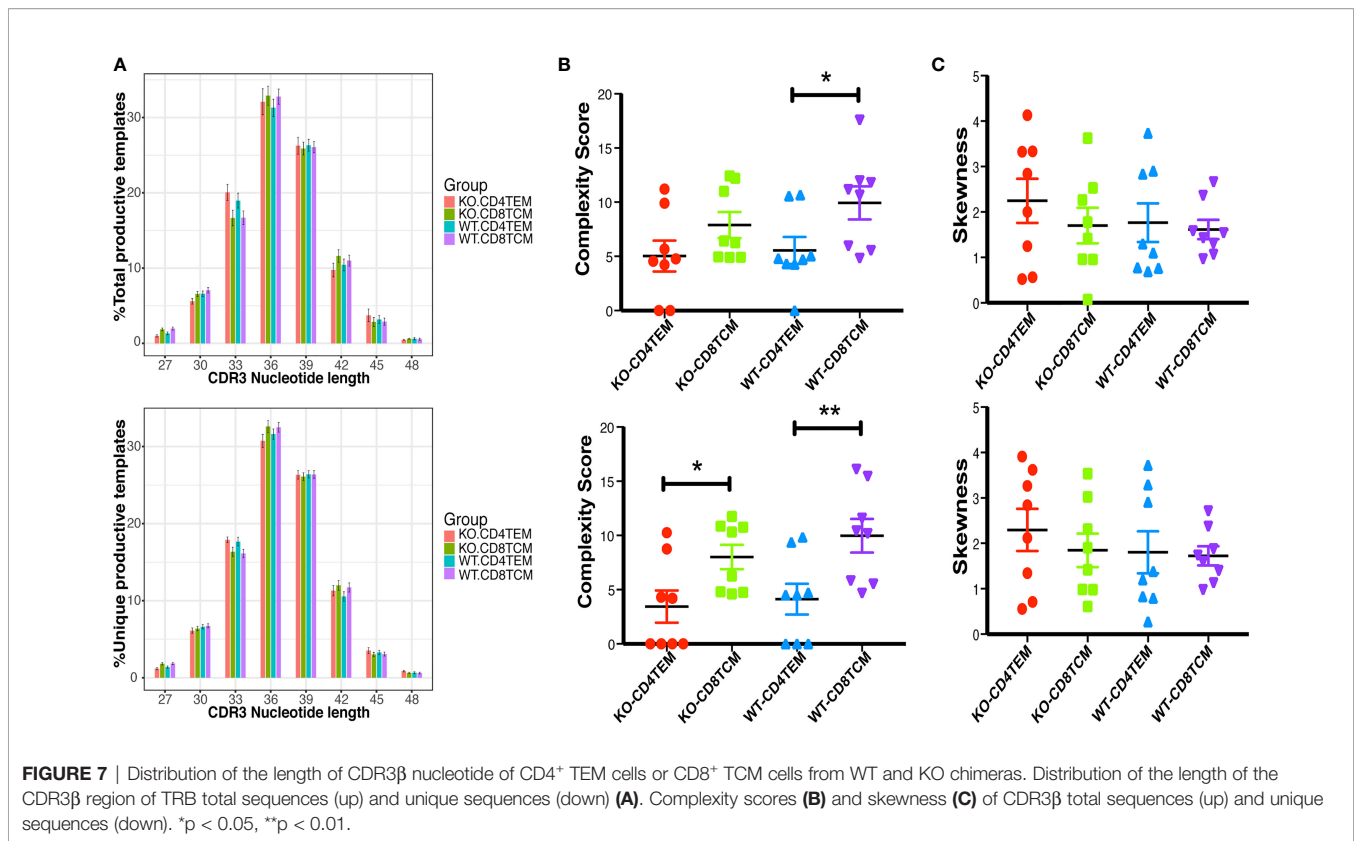 A
%Total productive templates
30
20
10
0
27 30 33 36 39 42 45 48
CDR3 Nucleotide length
Group
KO.CD4TEM
KO.CD8TCM
WT.CD4TEM
WT.CD8TCM
%Unique productive templates
30
20
10
0
27 30 33 36 39 42 45 48
CDR3 Nucleotide length
Group
KO.CD4TEM
KO.CD8TCM
WT.CD4TEM
WT.CD8TCM
B
Complexity Score
20
15
10
5
0
*
KO-CD4TEM
KO-CD8TCM
WT-CD4TEM
WT-CD8TCM
Complexity Score
20
15
10
5
0
*
**
KO-CD4TEM
KO-CD8TCM
WT-CD4TEM
WT-CD8TCM
C
Skewness
5
4
3
2
1
0
KO-CD4TEM
KO-CD8TCM
WT-CD4TEM
WT-CD8TCM
Skewness
5
4
3
2
1
0
KO-CD4TEM
KO-CD8TCM
WT-CD4TEM
WT-CD8TCM
FIGURE 7 | Distribution of the length of CDR3β nucleotide of CD4⁺ TEM cells or CD8⁺ TCM cells from WT and KO chimeras. Distribution of the length of the
CDR3β region of TRB total sequences (up) and unique sequences (down) (A). Complexity scores (B) and skewness (C) of CDR3β total sequences (up) and unique
sequences (down). *p < 0.05, **p < 0.01.